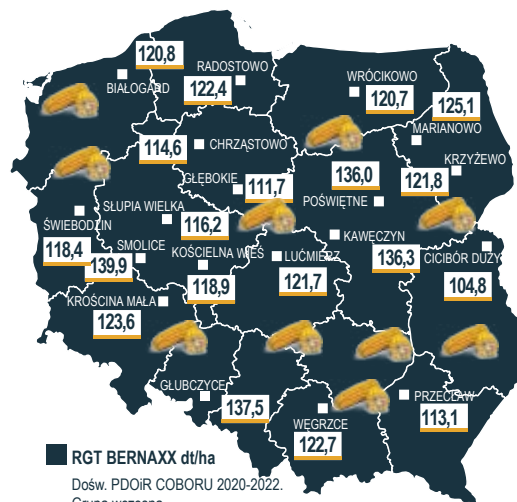 120,8
BIAŁOGARD
RADOSTOWO
122,4
WRÓCIKOWO
120,7
125,1
MARIANOWO
114,6
CHRZĄSTOWO
KRZYŻEWO
GŁĘBOKIE
111,7
136,0
121,8
SŁUPIA WIELKA
POŚWIĘTNE
116,2
ŚWIEBODZIN
118,4
SMOLICE
139,9
KOŚCIELNA WIEŚ
118,9
LUĆMIERZ
121,7
KAWĘCZYN
136,3
CICIBÓR DUŻY
104,8
KROŚCINA MAŁA
123,6
GŁUBCZYCE
137,5
WĘGRZCE
122,7
PRZECŁAW
113,1
RGT BERNAXX dt/ha
Dośw. PDOiR COBORU 2020-2022.